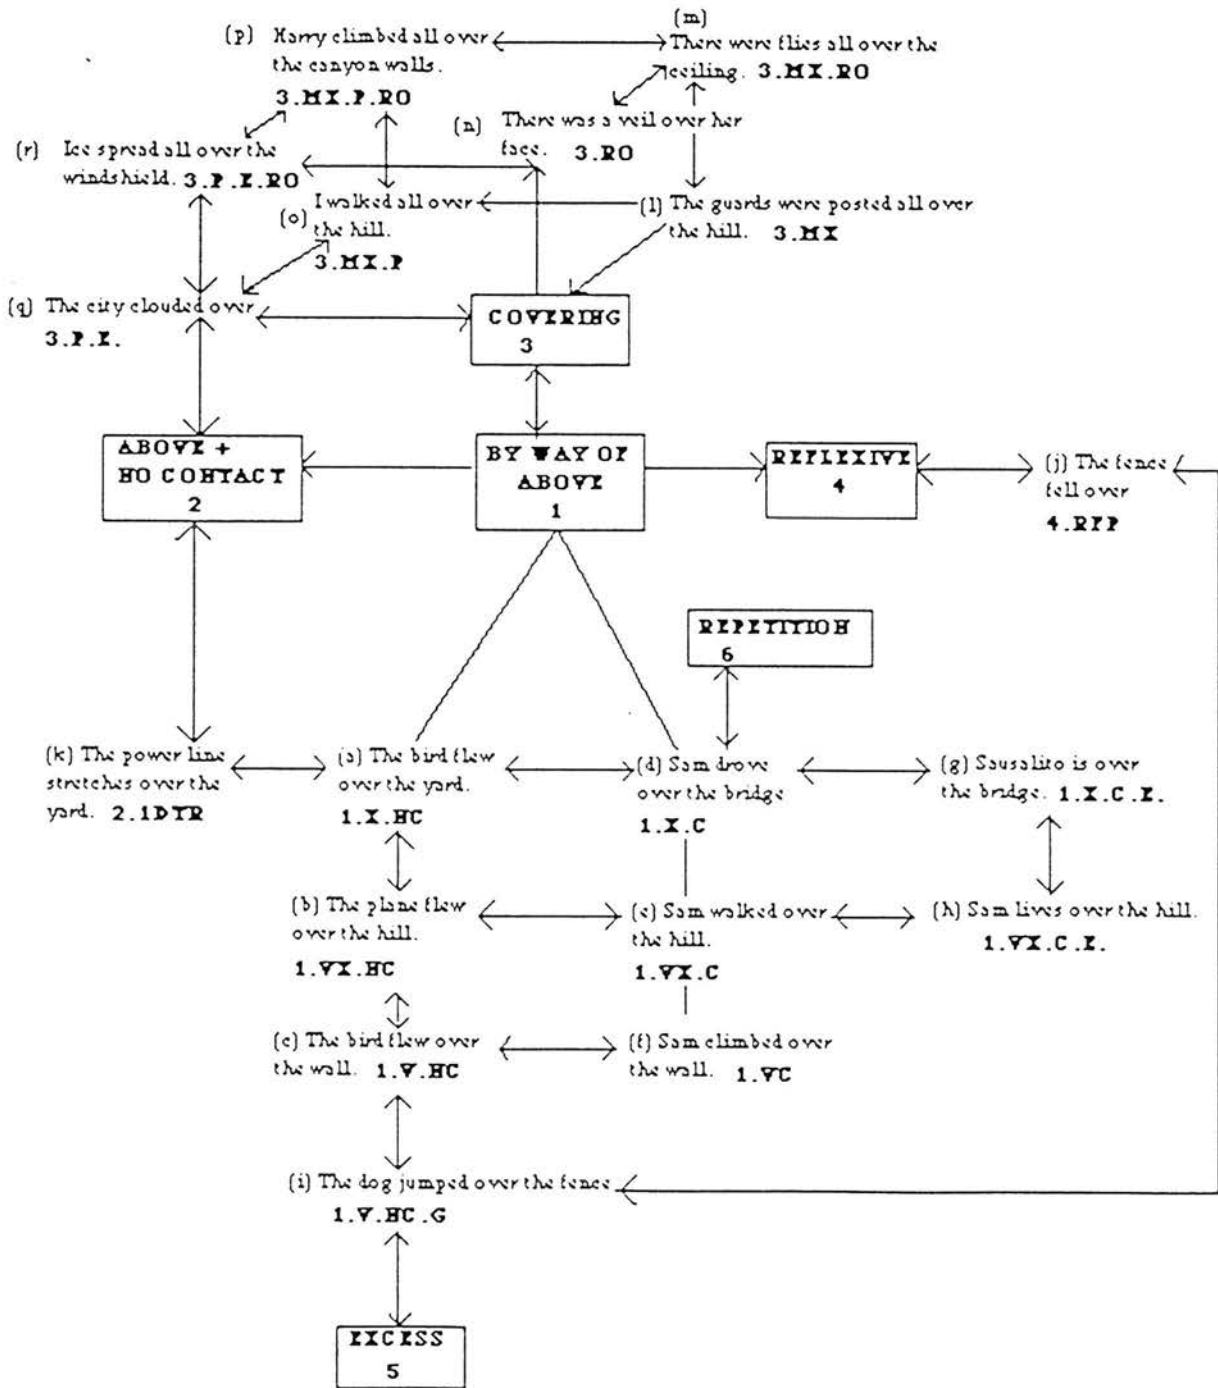 (p) Harry climbed all over
the canyon walls.
3.MX.P.RO
(m)
There were flies all over the
ceiling. 3.MX.RO
(n) There was a veil over her
face. 3.RO
(r) Ice spread all over the
windshield. 3.P.E.RO
(o) I walked all over
the hill.
3.MX.P
(l) The guards were posted all over
the hill. 3.MX
(q) The city clouded over
3.P.E.
COVERING
3
ABOVE +
NO CONTACT
2
BY WAY OF
ABOVE
1
REFLEXIVE
4
(j) The fence
fell over
4.RFP
REPETITION
6
(k) The power line
stretches over the
yard. 2.1DTR
(a) The bird flew
over the yard.
1.X.NC
(d) Sam drove
over the bridge
1.X.C
(g) Sausalito is over
the bridge. 1.X.C.E.
(b) The plane flew
over the hill.
1.VX.NC
(e) Sam walked over
the hill.
1.VX.C
(h) Sam lives over the hill.
1.VX.C.E.
(c) The bird flew over
the wall. 1.V.NC
(f) Sam climbed over
the wall. 1.VC
(i) The dog jumped over the fence
1.V.NC.G
EXCESS
5